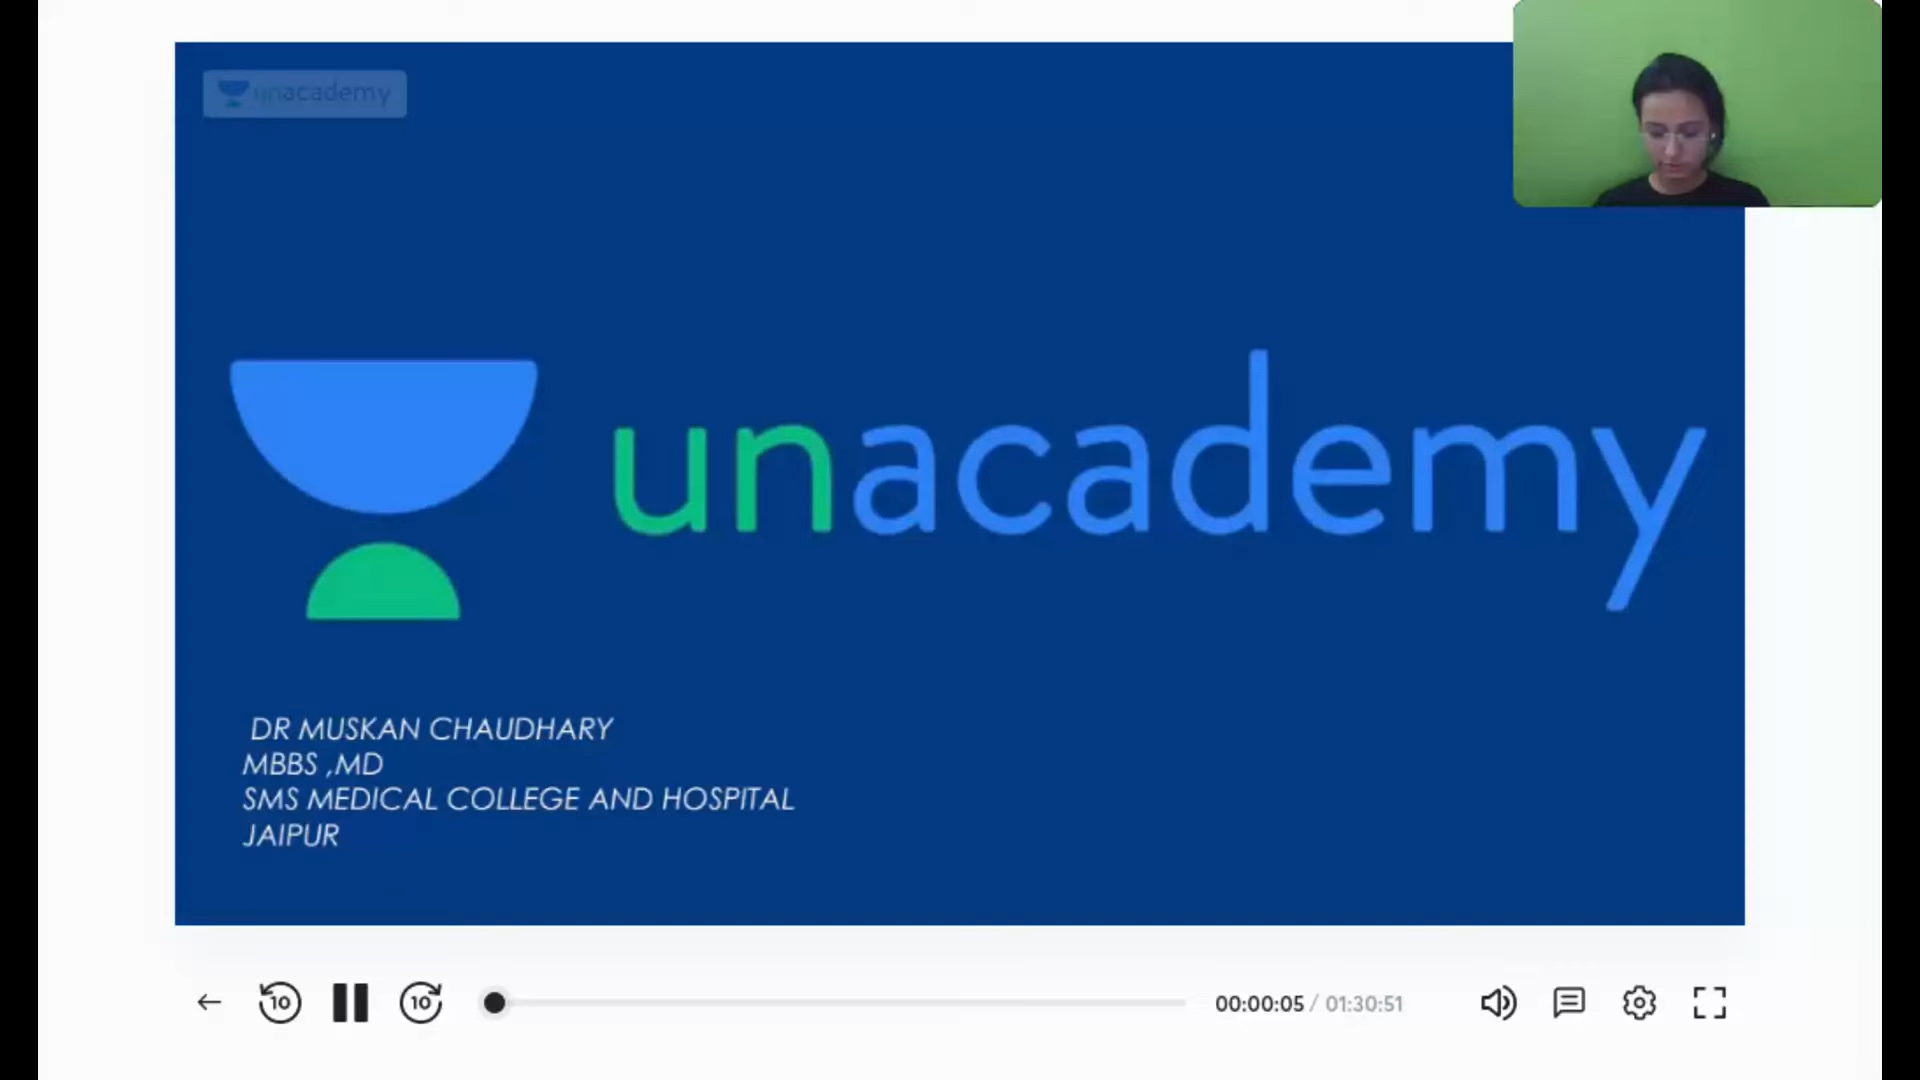 unacademy
unacademy
DR MUSKAN CHAUDHARY
MBBS ,MD
SMS MEDICAL COLLEGE AND HOSPITAL
JAIPUR
10
10
00:00:05 / 01:30:51